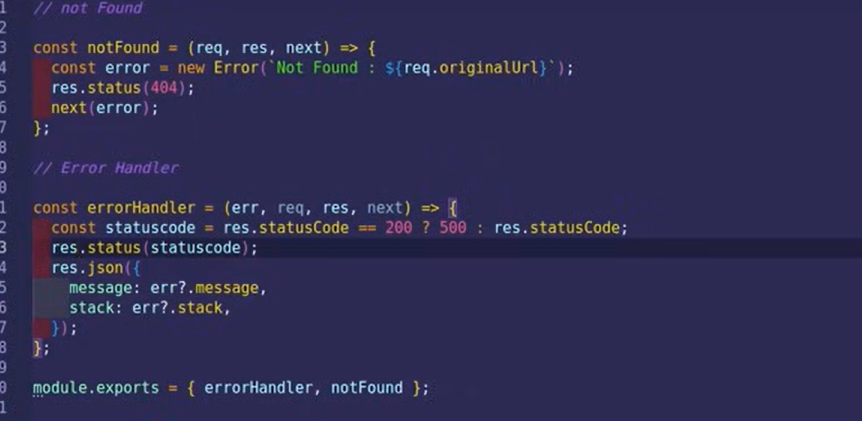 1 // not Found
2
3 const notFound = (req, res, next) => {
4 const error = new Error(`Not Found : ${req.originalUrl}`);
5 res.status(404);
6 next(error);
7 };
8
9 // Error Handler
0
1 const errorHandler = (err, req, res, next) => {
2 const statuscode = res.statusCode == 200 ? 500 : res.statusCode;
3 res.status(statuscode);
4 res.json({
5 message: err?.message,
6 stack: err?.stack,
7 });
8 };
9
0 module.exports = { errorHandler, notFound };
1